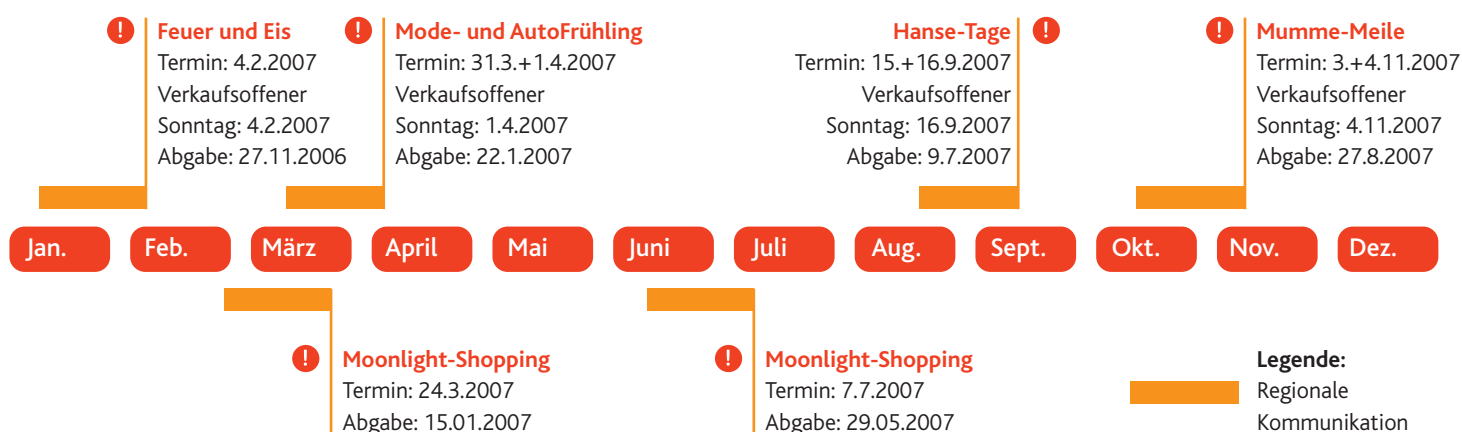 Feuer und Eis
Termin: 4.2.2007
Verkaufsoffener
Sonntag: 4.2.2007
Abgabe: 27.11.2006
Mode- und AutoFrühling
Termin: 31.3.+1.4.2007
Verkaufsoffener
Sonntag: 1.4.2007
Abgabe: 22.1.2007
Hanse-Tage
Termin: 15.+16.9.2007
Verkaufsoffener
Sonntag: 16.9.2007
Abgabe: 9.7.2007
Mumme-Meile
Termin: 3.+4.11.2007
Verkaufsoffener
Sonntag: 4.11.2007
Abgabe: 27.8.2007
Jan. Feb. März April Mai Juni Juli Aug. Sept. Okt. Nov. Dez.
Moonlight-Shopping
Termin: 24.3.2007
Abgabe: 15.01.2007
Moonlight-Shopping
Termin: 7.7.2007
Abgabe: 29.05.2007
Legende:
Regionale
Kommunikation